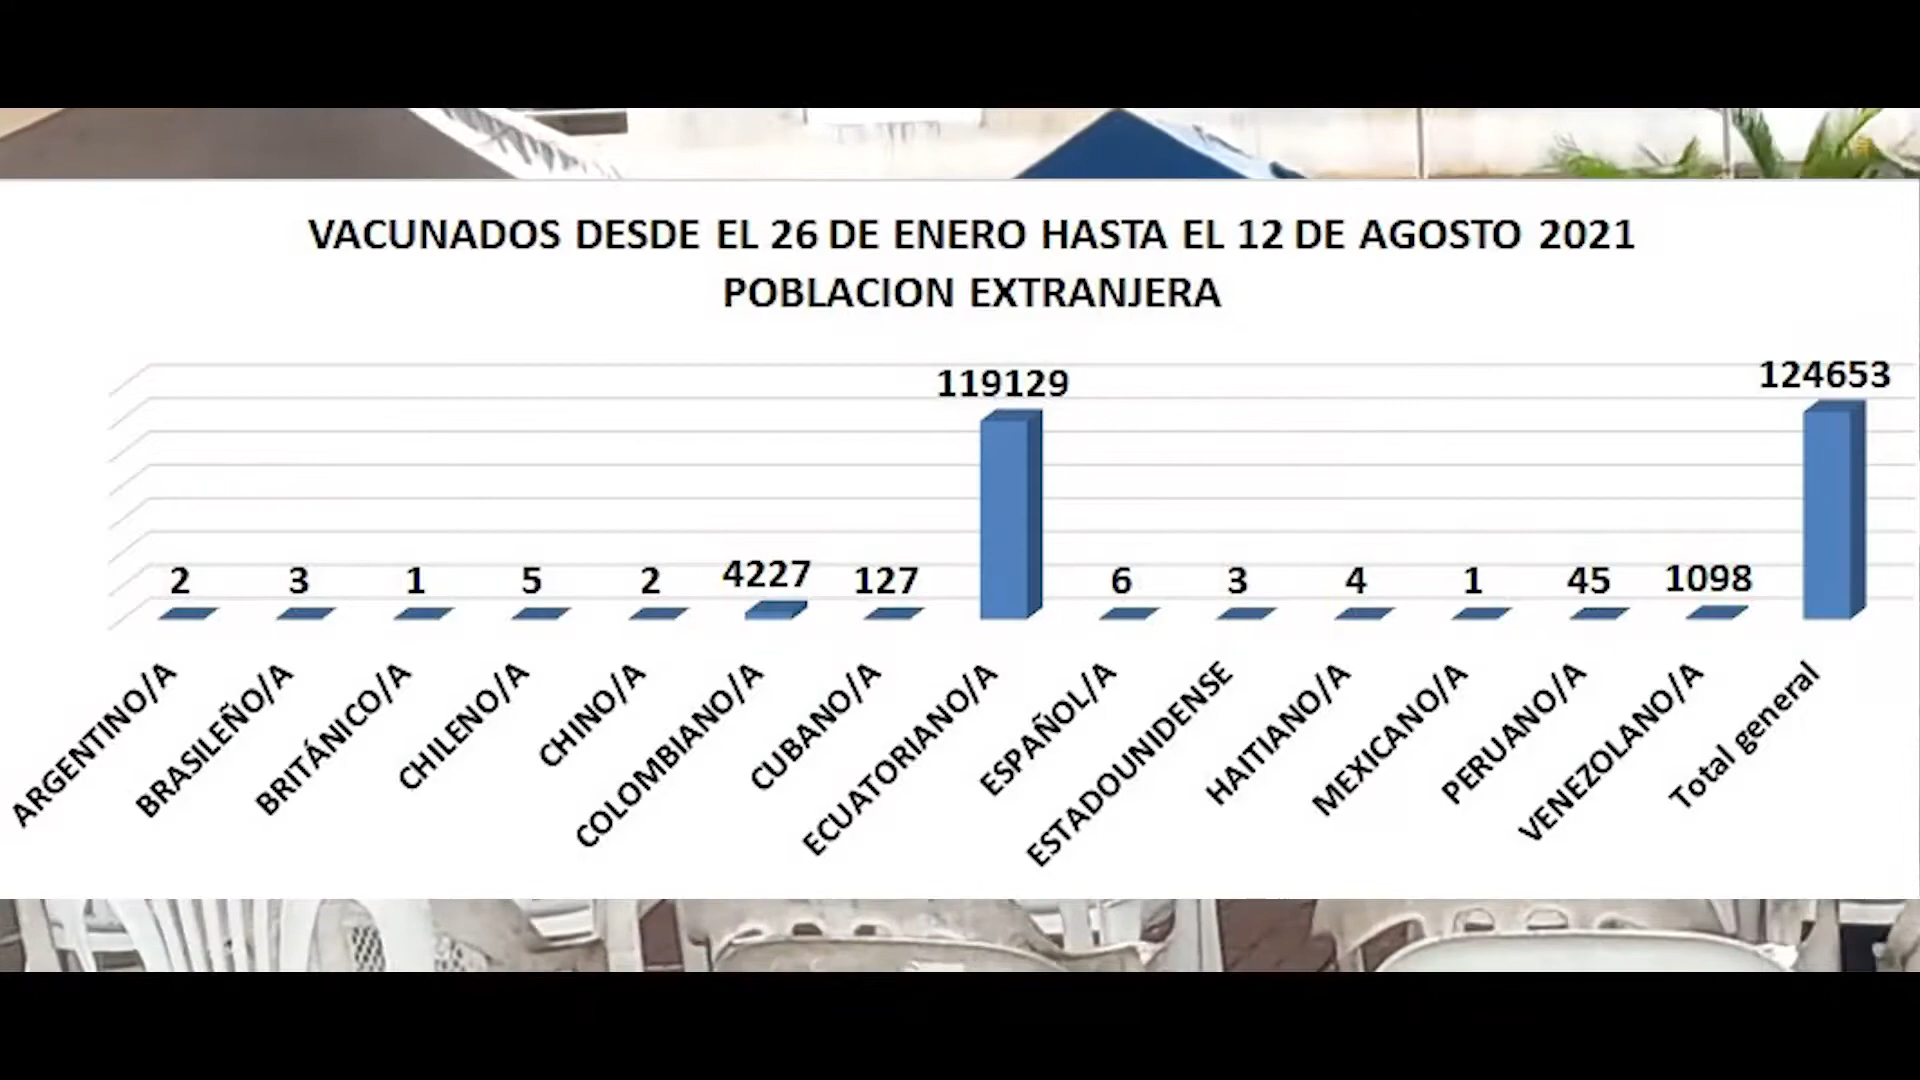 VACUNADOS DESDE EL 26 DE ENERO HASTA EL 12 DE AGOSTO 2021
POBLACION EXTRANJERA
119129
124653
2
3
1
5
2
4227
127
6
3
4
1
45
1098
ARGENTINO/A
BRASILEÑO/A
BRITÁNICO/A
CHILENO/A
CHINO/A
COLOMBIANO/A
CUBANO/A
ECUATORIANO/A
ESPAÑOL/A
ESTADOUNIDENSE
HAITIANO/A
MEXICANO/A
PERUANO/A
VENEZOLANO/A
Total general